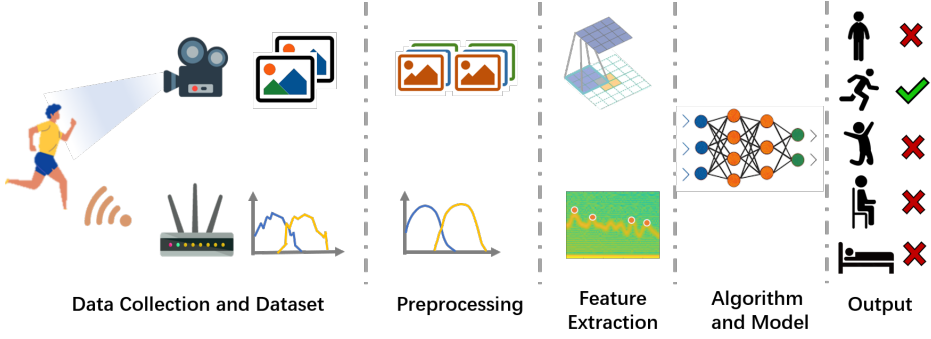 Data Collection and Dataset
Preprocessing
Feature
Extraction
Algorithm
and Model
Output